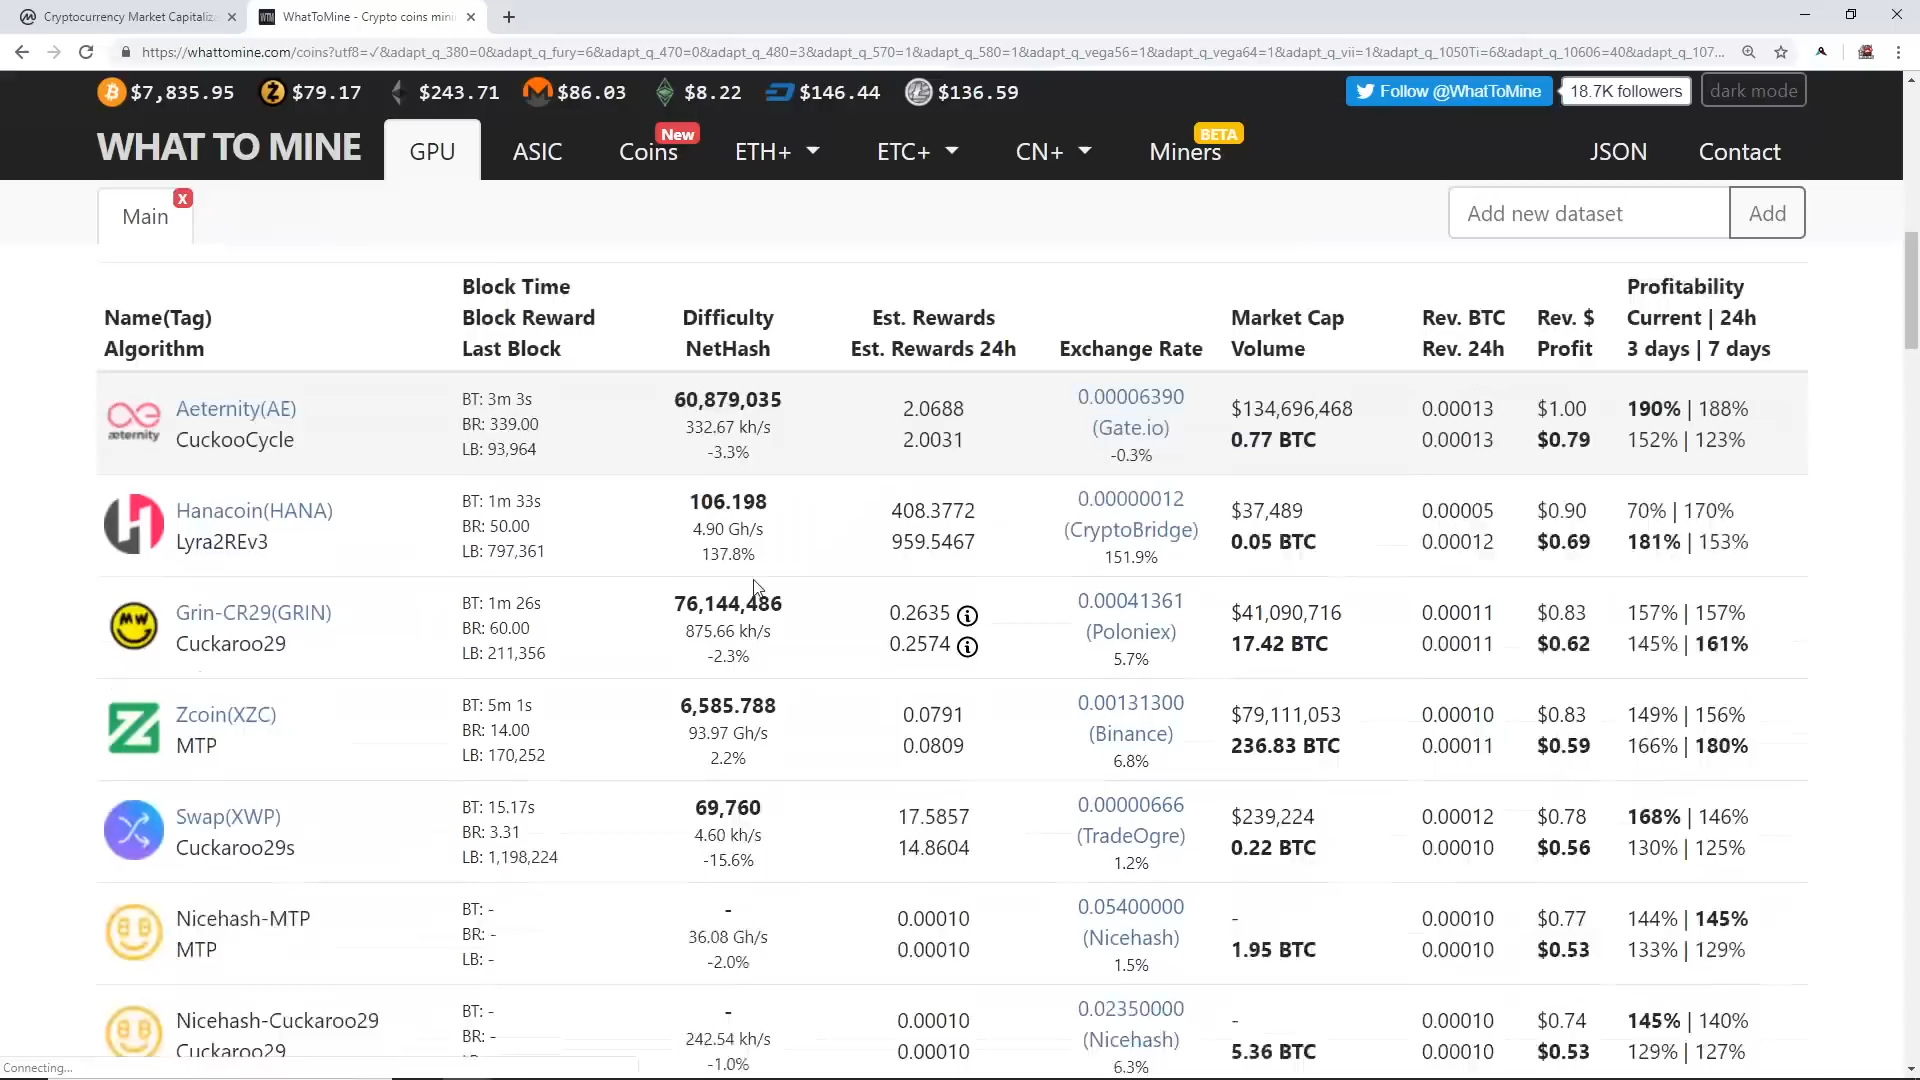 Cryptocurrency Market Capitaliz
WhatToMine - Crypto coins mini
https://whattomine.com/coins?utf8=✓&adapt_q_380=0&adapt_q_fury=6&adapt_q_470=0&adapt_q_480=3&adapt_q_570=1&adapt_q_580=1&adapt_q_vega56=1&adapt_q_vega64=1&adapt_q_vii=1&adapt_q_1050Ti=6&adapt_q_10606=40&adapt_q_107...
$7,835.95 $79.17 $243.71 $86.03 $8.22 $146.44 $136.59
Follow @WhatToMine 18.7K followers dark mode
WHAT TO MINE GPU ASIC Coins New ETH+ ETC+ CN+ Miners BETA JSON Contact
Main x
Add new dataset Add
Name(Tag)
Algorithm
Block Time
Block Reward
Last Block
Difficulty
NetHash
Est. Rewards
Est. Rewards 24h
Exchange Rate
Market Cap
Volume
Rev. BTC
Rev. 24h
Rev. $
Profit
Profitability
Current | 24h
3 days | 7 days
æternity
Aeternity(AE)
CuckooCycle
BT: 3m 3s
BR: 339.00
LB: 93,964
60,879,035
332.67 kh/s
-3.3%
2.0688
2.0031
0.00006390
(Gate.io)
-0.3%
$134,696,468
0.77 BTC
0.00013
0.00013
$1.00
$0.79
190% | 188%
152% | 123%
Hanacoin(HANA)
Lyra2REv3
BT: 1m 33s
BR: 50.00
LB: 797,361
106.198
4.90 Gh/s
137.8%
408.3772
959.5467
0.00000012
(CryptoBridge)
151.9%
$37,489
0.05 BTC
0.00005
0.00012
$0.90
$0.69
70% | 170%
181% | 153%
MW
Grin-CR29(GRIN)
Cuckaroo29
BT: 1m 26s
BR: 60.00
LB: 211,356
76,144,486
875.66 kh/s
-2.3%
0.2635
0.2574
0.00041361
(Poloniex)
5.7%
$41,090,716
17.42 BTC
0.00011
0.00011
$0.83
$0.62
157% | 157%
145% | 161%
Zcoin(XZC)
MTP
BT: 5m 1s
BR: 14.00
LB: 170,252
6,585.788
93.97 Gh/s
2.2%
0.0791
0.0809
0.00131300
(Binance)
6.8%
$79,111,053
236.83 BTC
0.00010
0.00011
$0.83
$0.59
149% | 156%
166% | 180%
Swap(XWP)
Cuckaroo29s
BT: 15.17s
BR: 3.31
LB: 1,198,224
69,760
4.60 kh/s
-15.6%
17.5857
14.8604
0.00000666
(TradeOgre)
1.2%
$239,224
0.22 BTC
0.00012
0.00010
$0.78
$0.56
168% | 146%
130% | 125%
Nicehash-MTP
MTP
BT: -
BR: -
LB: -
-
36.08 Gh/s
-2.0%
0.00010
0.00010
0.05400000
(Nicehash)
1.5%
-
1.95 BTC
0.00010
0.00010
$0.77
$0.53
144% | 145%
133% | 129%
Nicehash-Cuckaroo29
Cuckaroo29
BT: -
BR: -
-
242.54 kh/s
-1.0%
0.00010
0.00010
0.02350000
(Nicehash)
6.3%
-
5.36 BTC
0.00010
0.00010
$0.74
$0.53
145% | 140%
129% | 127%
Connecting...